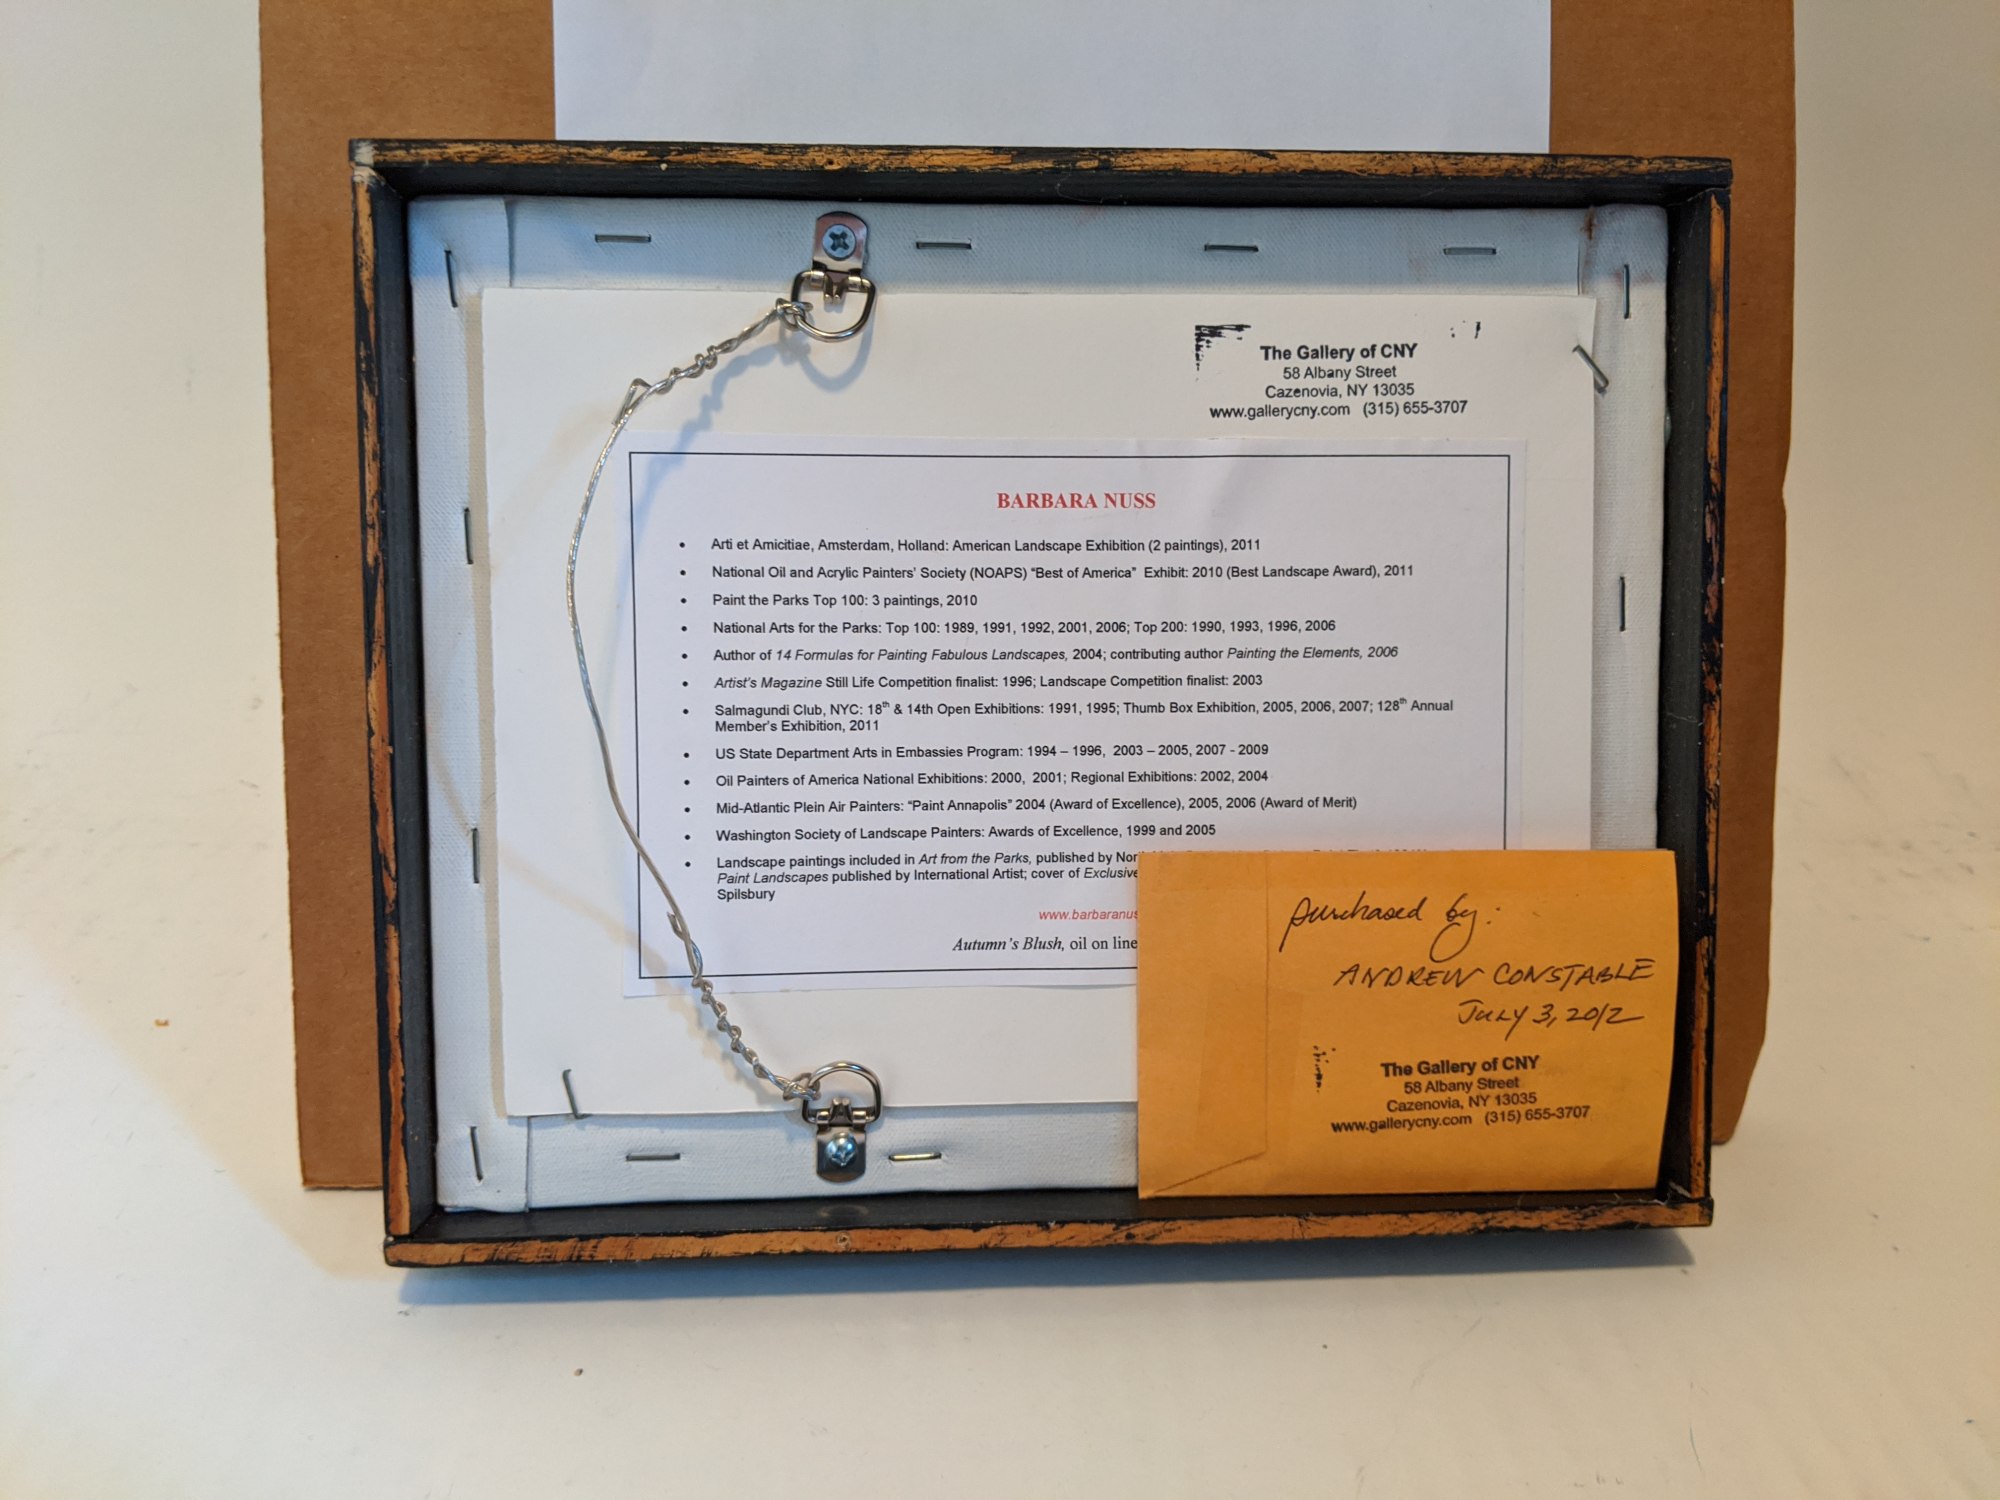 The Gallery of CNY
58 Albany Street
Cazenovia, NY 13035
www.gallerycny.com (315) 655-3707
BARBARA NUSS
• Arti et Amicitiae, Amsterdam, Holland: American Landscape Exhibition (2 paintings), 2011
• National Oil and Acrylic Painters' Society (NOAPS) "Best of America" Exhibit: 2010 (Best Landscape Award), 2011
• Paint the Parks Top 100: 3 paintings, 2010
• National Arts for the Parks: Top 100: 1989, 1991, 1992, 2001, 2006; Top 200: 1990, 1993, 1996, 2006
• Author of 14 Formulas for Painting Fabulous Landscapes, 2004; contributing author Painting the Elements, 2006
• Artist's Magazine Still Life Competition finalist: 1996; Landscape Competition finalist: 2003
• Salmagundi Club, NYC: 18th & 14th Open Exhibitions: 1991, 1995; Thumb Box Exhibition, 2005, 2006, 2007; 128th Annual
Member's Exhibition, 2011
• US State Department Arts in Embassies Program: 1994 – 1996, 2003 – 2005, 2007 - 2009
• Oil Painters of America National Exhibitions: 2000, 2001; Regional Exhibitions: 2002, 2004
• Mid-Atlantic Plein Air Painters: "Paint Annapolis" 2004 (Award of Excellence), 2005, 2006 (Award of Merit)
• Washington Society of Landscape Painters: Awards of Excellence, 1999 and 2005
• Landscape paintings included in Art from the Parks, published by Nor
Paint Landscapes published by International Artist; cover of Exclusive
Spilsbury
www.barbaranus
Autumn's Blush, oil on line
purchased by:
ANDREW CONSTABLE
JULY 3, 2012
The Gallery of CNY
58 Albany Street
Cazenovia, NY 13035
www.gallerycny.com (315) 655-3707